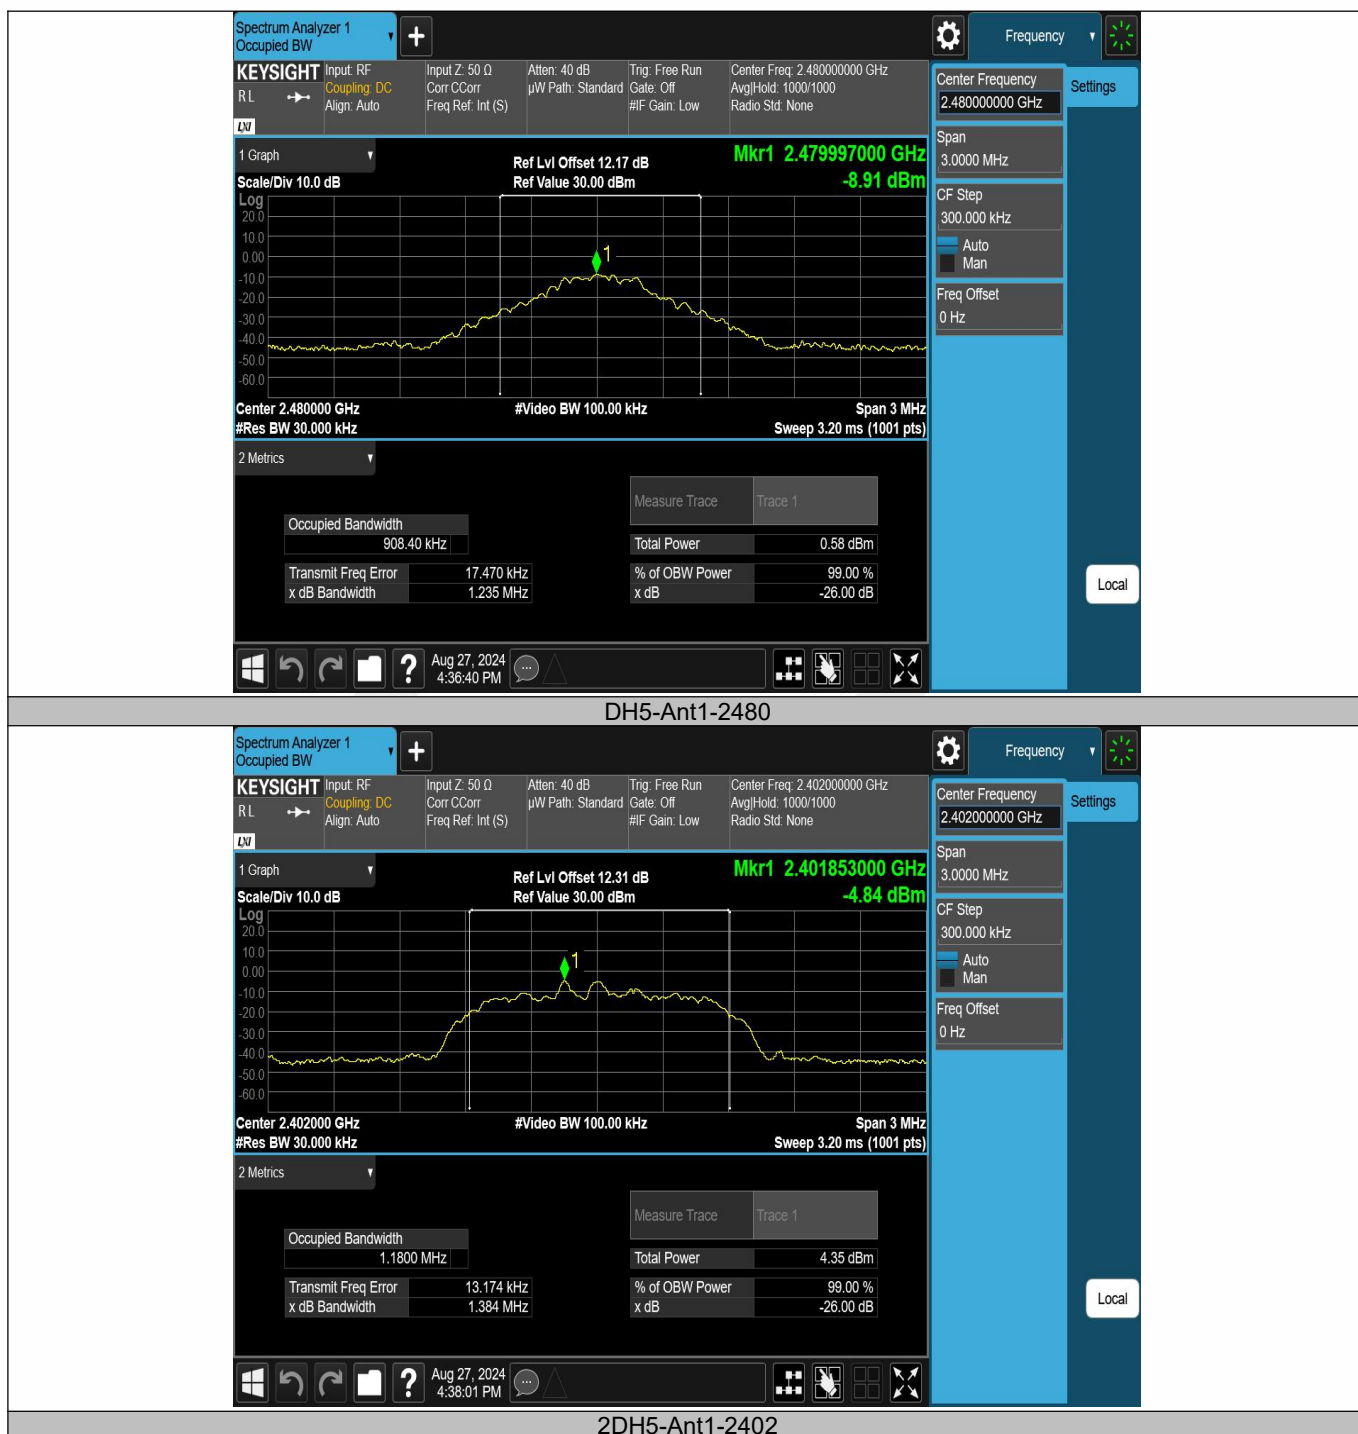 Spectrum Analyzer 1
Occupied BW
Frequency
KEYSIGHT
RL
LXI
Input: RF
Coupling: DC
Align: Auto
Input Z: 50 Ω
Corr CCorr
Freq Ref: Int (S)
Atten: 40 dB
µW Path: Standard
Trig: Free Run
Gate: Off
#IF Gain: Low
Center Freq: 2.480000000 GHz
Avg|Hold: 1000/1000
Radio Std: None
Center Frequency
2.480000000 GHz
Settings
Span
3.0000 MHz
CF Step
300.000 kHz
Auto
Man
Freq Offset
0 Hz
1 Graph
Scale/Div 10.0 dB
Ref Lvl Offset 12.17 dB
Ref Value 30.00 dBm
Mkr1 2.479997000 GHz
-8.91 dBm
Log
20.0
10.0
0.00
-10.0
-20.0
-30.0
-40.0
-50.0
-60.0
1
Center 2.480000 GHz
#Video BW 100.00 kHz
Span 3 MHz
#Res BW 30.000 kHz
Sweep 3.20 ms (1001 pts)
2 Metrics
Measure Trace
Trace 1
Occupied Bandwidth
908.40 kHz
Total Power 0.58 dBm
Transmit Freq Error 17.470 kHz
% of OBW Power 99.00 %
x dB Bandwidth 1.235 MHz
x dB -26.00 dB
Local
?
Aug 27, 2024
4:36:40 PM
DH5-Ant1-2480
Spectrum Analyzer 1
Occupied BW
Frequency
KEYSIGHT
RL
LXI
Input: RF
Coupling: DC
Align: Auto
Input Z: 50 Ω
Corr CCorr
Freq Ref: Int (S)
Atten: 40 dB
µW Path: Standard
Trig: Free Run
Gate: Off
#IF Gain: Low
Center Freq: 2.402000000 GHz
Avg|Hold: 1000/1000
Radio Std: None
Center Frequency
2.402000000 GHz
Settings
Span
3.0000 MHz
CF Step
300.000 kHz
Auto
Man
Freq Offset
0 Hz
1 Graph
Scale/Div 10.0 dB
Ref Lvl Offset 12.31 dB
Ref Value 30.00 dBm
Mkr1 2.401853000 GHz
-4.84 dBm
Log
20.0
10.0
0.00
-10.0
-20.0
-30.0
-40.0
-50.0
-60.0
1
Center 2.402000 GHz
#Video BW 100.00 kHz
Span 3 MHz
#Res BW 30.000 kHz
Sweep 3.20 ms (1001 pts)
2 Metrics
Measure Trace
Trace 1
Occupied Bandwidth
1.1800 MHz
Total Power 4.35 dBm
Transmit Freq Error 13.174 kHz
% of OBW Power 99.00 %
x dB Bandwidth 1.384 MHz
x dB -26.00 dB
Local
?
Aug 27, 2024
4:38:01 PM
2DH5-Ant1-2402